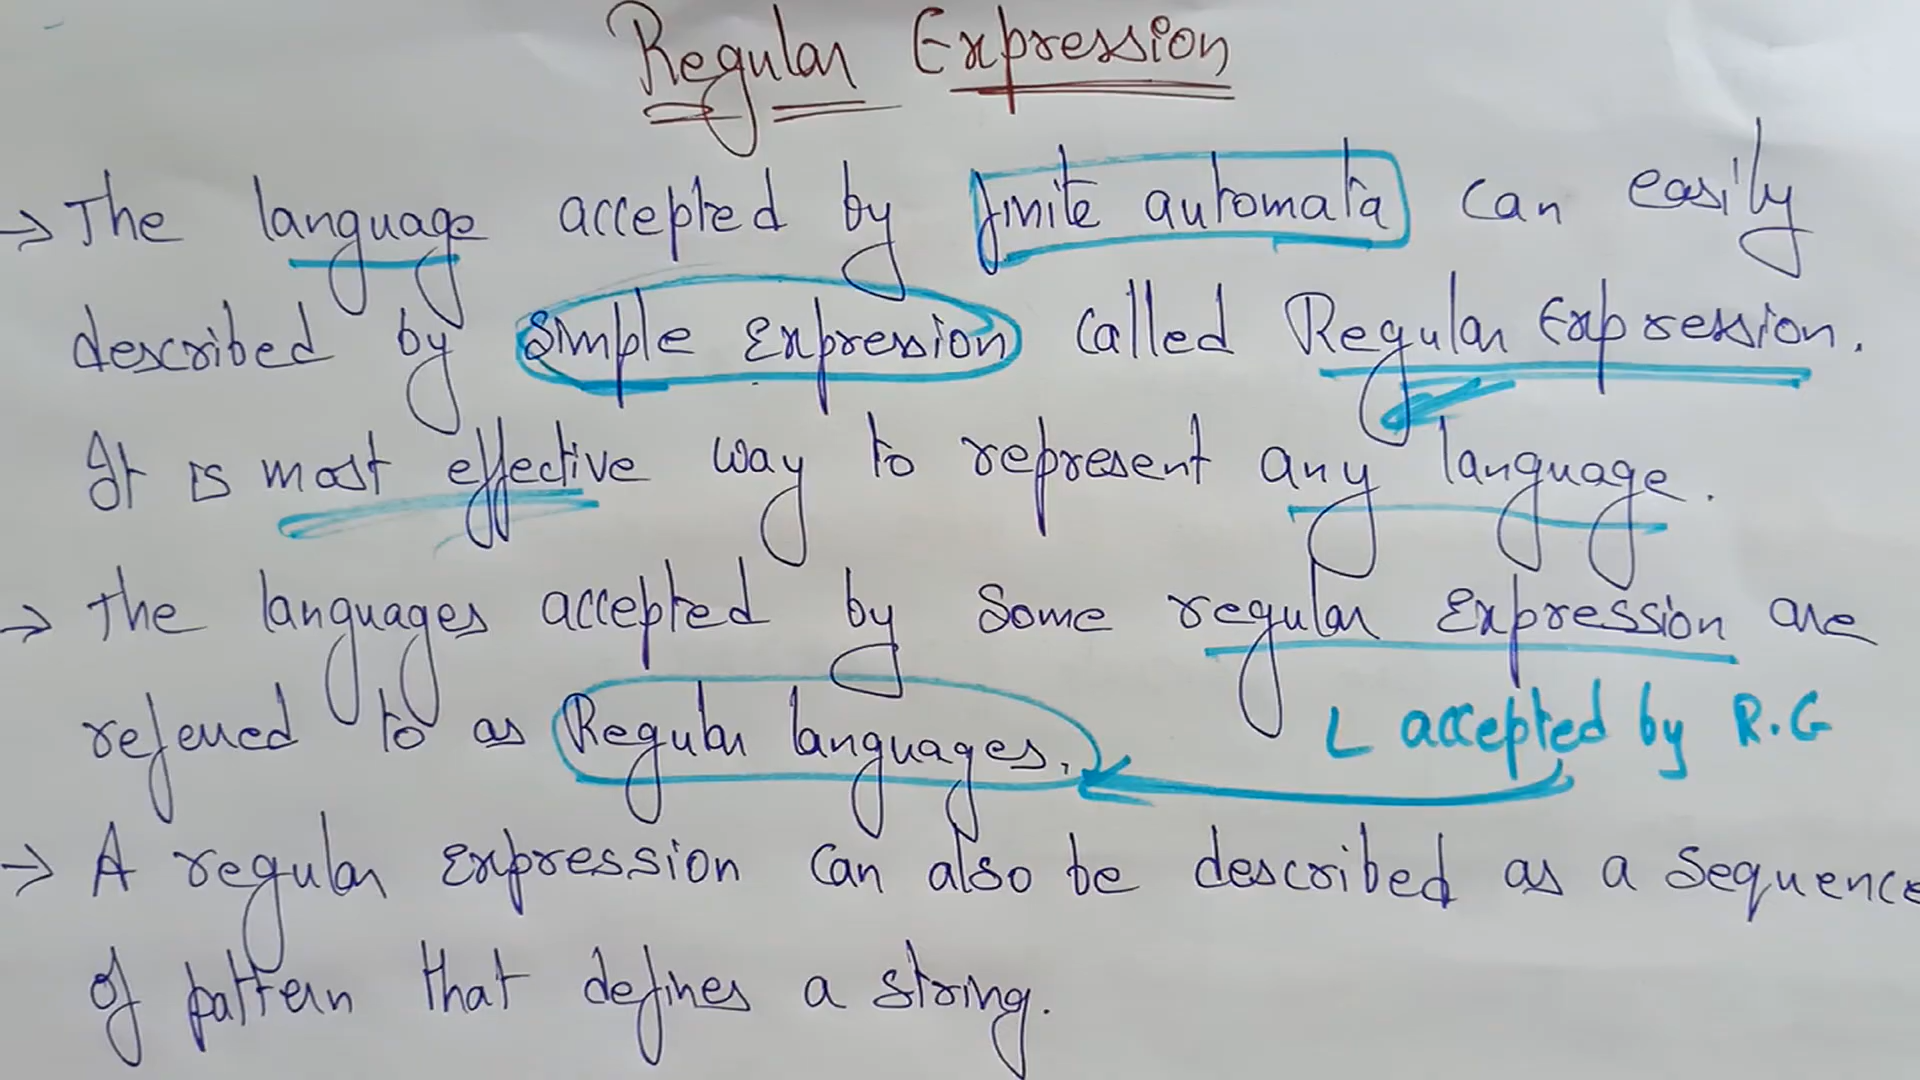 Regular Expression
→ The language accepted by finite automata can easily
described by Simple Expression called Regular Expression.
It is most effective way to represent any language.
→ The languages accepted by Some regular Expression are
referred to as Regular languages.
L accepted by R.G
→ A regular Expression can also be described as a Sequence
of pattern that defines a string.